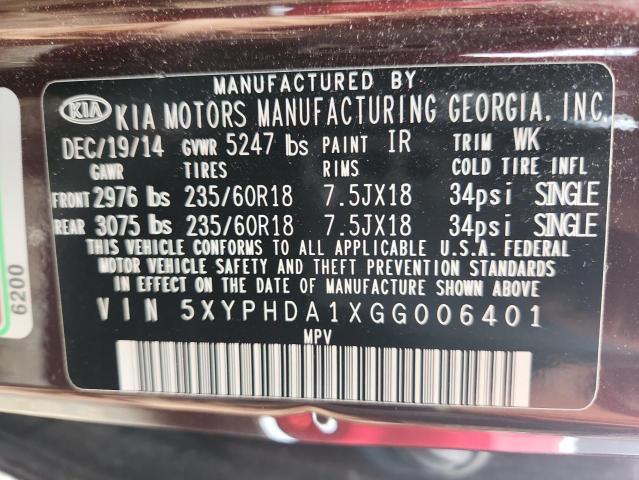 MANUFACTURED BY
KIA KIA MOTORS MANUFACTURING GEORGIA. INC.
DEC/19/14 GVWR 5247 lbs PAINT IR TRIM WK
GAWR TIRES RIMS COLD TIRE INFL
FRONT 2976 lbs 235/60R18 7.5JX18 34psi SINGLE
REAR 3075 lbs 235/60R18 7.5JX18 34psi SINGLE
THIS VEHICLE CONFORMS TO ALL APPLICABLE U.S.A. FEDERAL
MOTOR VEHICLE SAFETY AND THEFT PREVENTION STANDARDS
IN EFFECT ON THE DATE OF MANUFACTURE SHOWN ABOVE.
VIN 5XYPHDA1XGG006401
MPV
6200